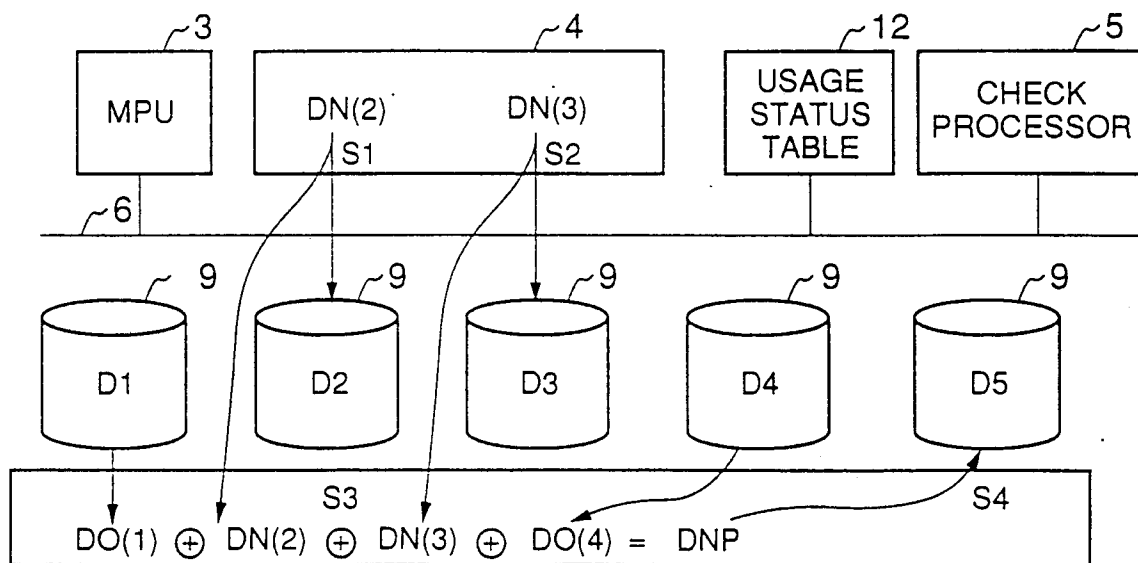 3 4 12 5
MPU DN(2) DN(3) USAGE STATUS TABLE CHECK PROCESSOR
S1 S2
6
9 9 9 9 9
D1 D2 D3 D4 D5
S3 S4
DO(1) ⊕ DN(2) ⊕ DN(3) ⊕ DO(4) = DNP